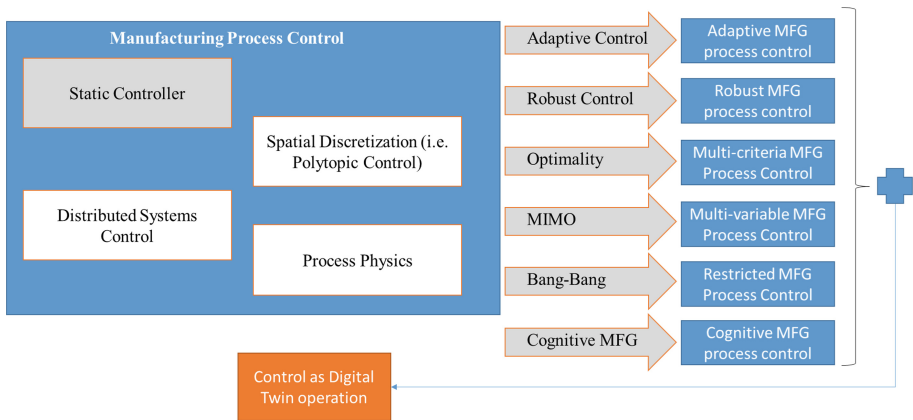 Manufacturing Process Control
Static Controller
Spatial Discretization (i.e.
Polytopic Control)
Distributed Systems
Control
Process Physics
Adaptive Control
Adaptive MFG
process control
Robust Control
Robust MFG
process control
Optimality
Multi-criteria MFG
Process Control
MIMO
Multi-variable MFG
Process Control
Bang-Bang
Restricted MFG
Process Control
Cognitive MFG
Cognitive MFG
process control
Control as Digital
Twin operation